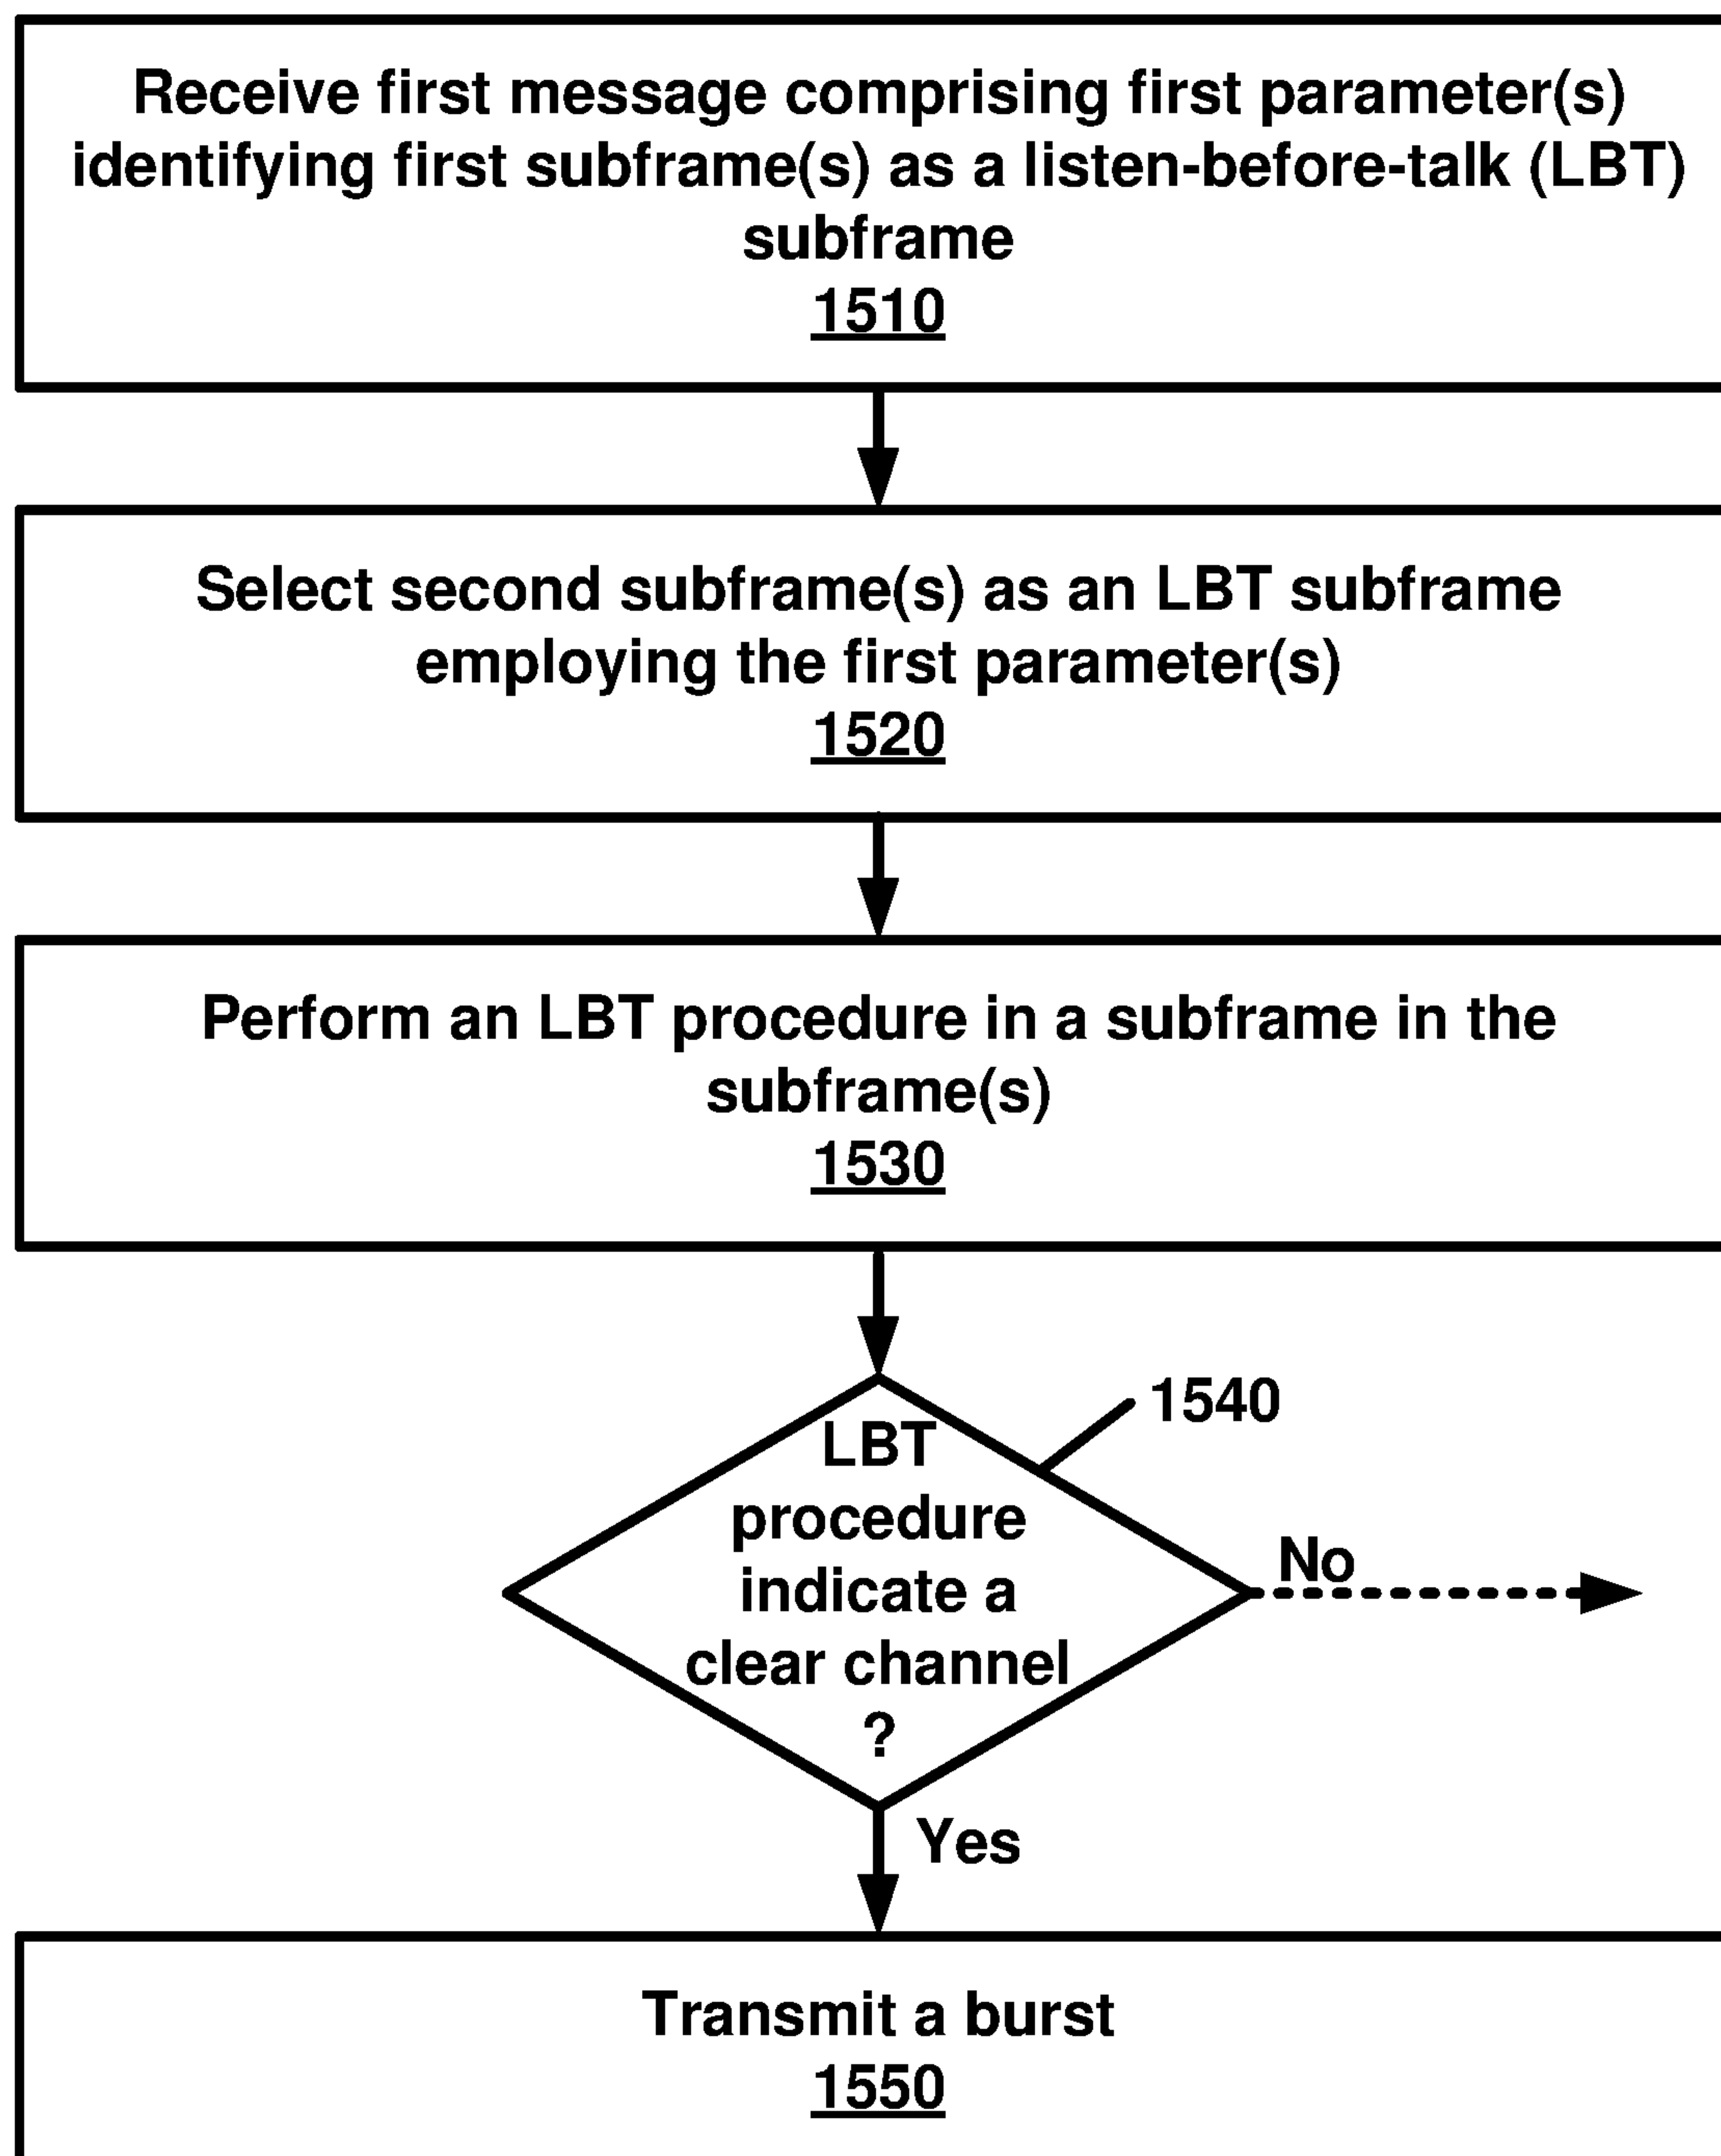 Receive first message comprising first parameter(s)
identifying first subframe(s) as a listen-before-talk (LBT)
subframe
1510
Select second subframe(s) as an LBT subframe
employing the first parameter(s)
1520
Perform an LBT procedure in a subframe in the
subframe(s)
1530
1540
LBT
procedure
indicate a
clear channel
?
No
Yes
Transmit a burst
1550